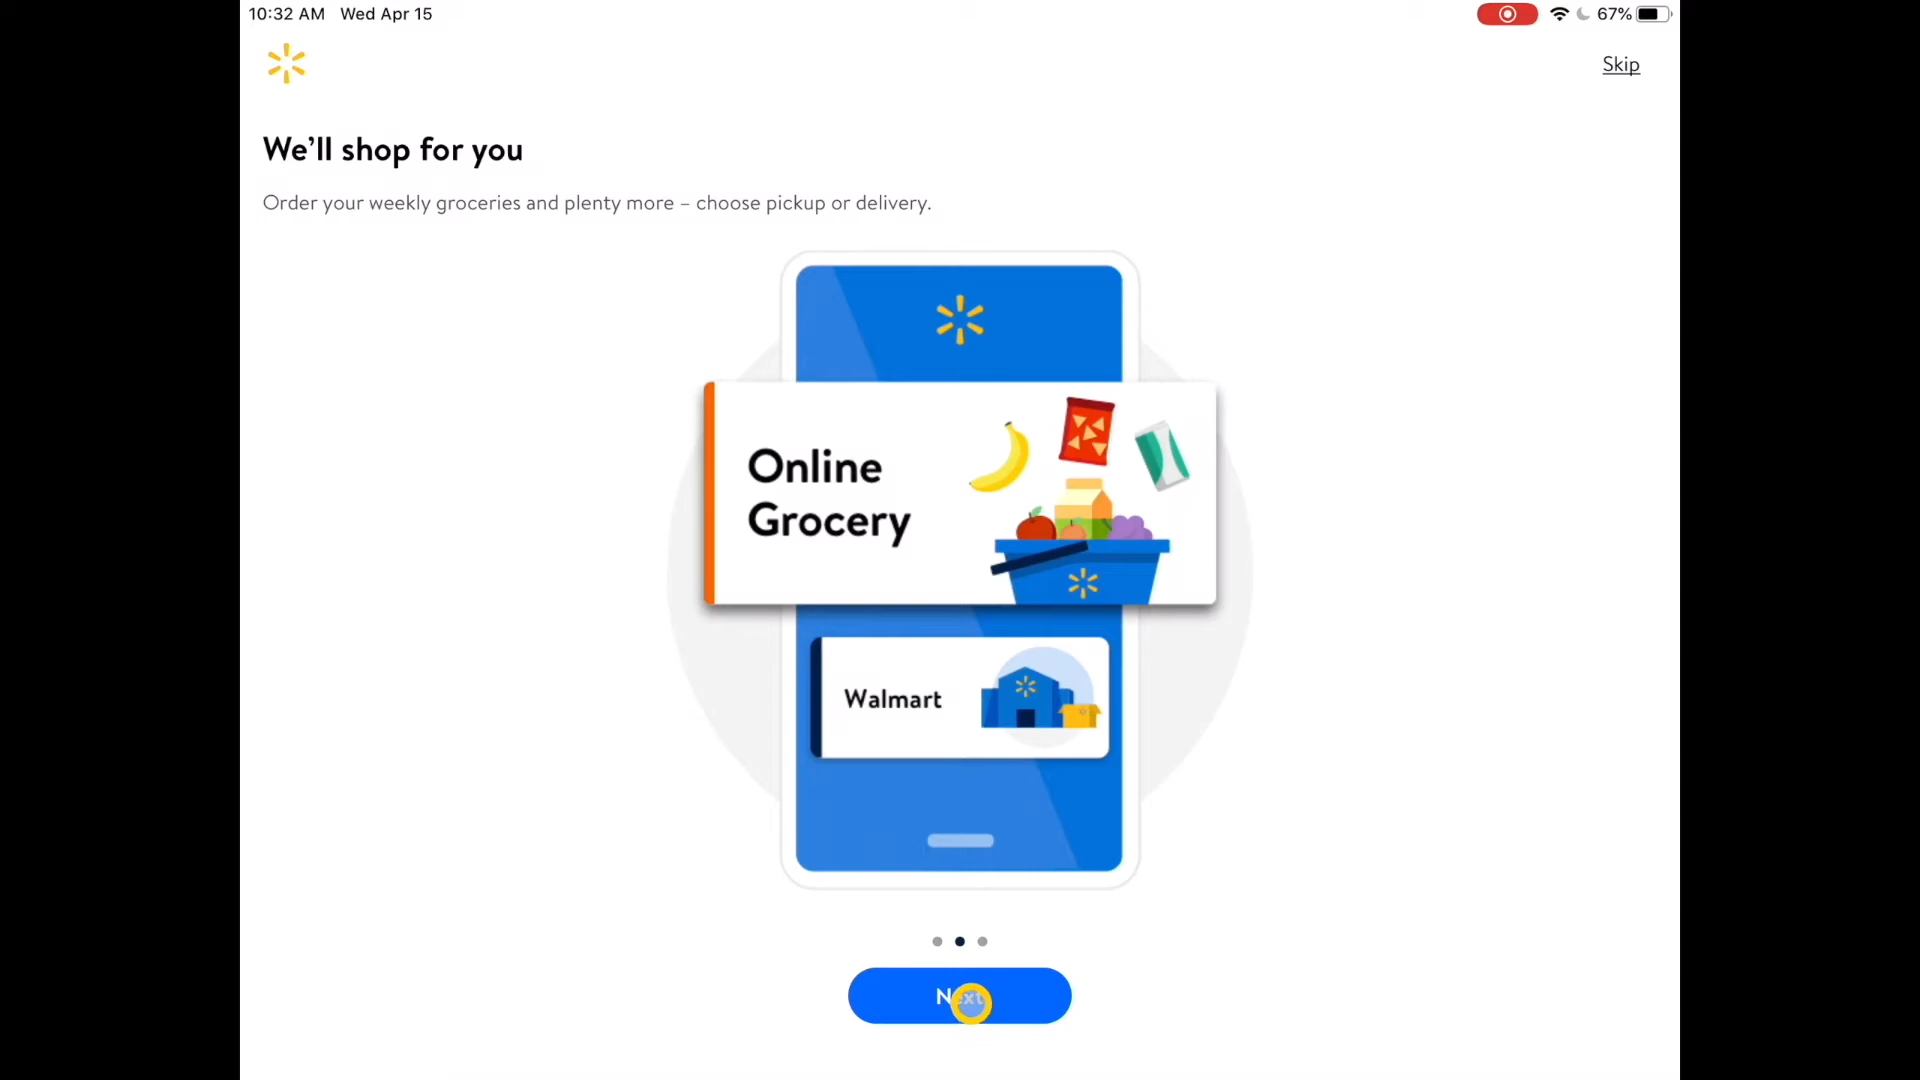 10:32 AM Wed Apr 15
67%
Skip
We'll shop for you
Order your weekly groceries and plenty more – choose pickup or delivery.
Online
Grocery
Walmart
Next